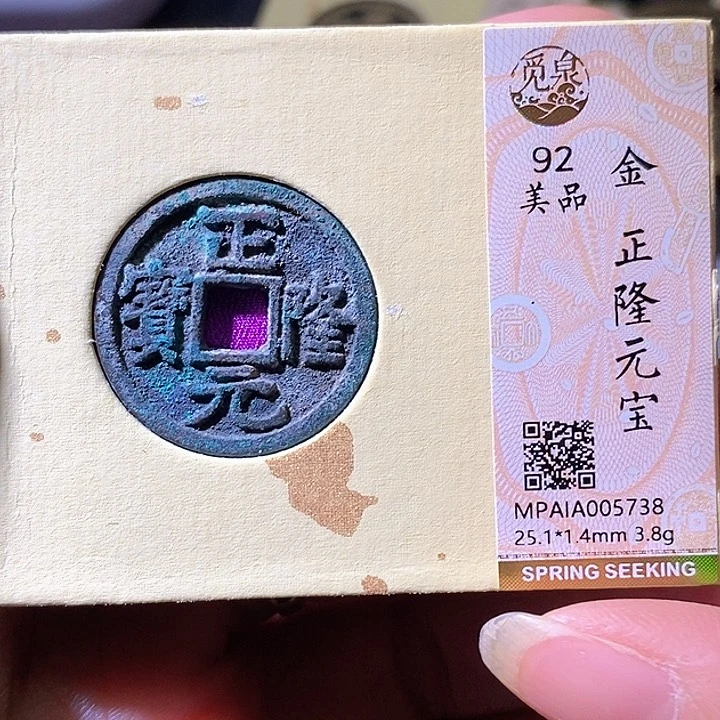 正隆元寶
觅泉
92
美品
金 正隆元宝
MPAIA005738
25.1*1.4mm 3.8g
SPRING SEEKING